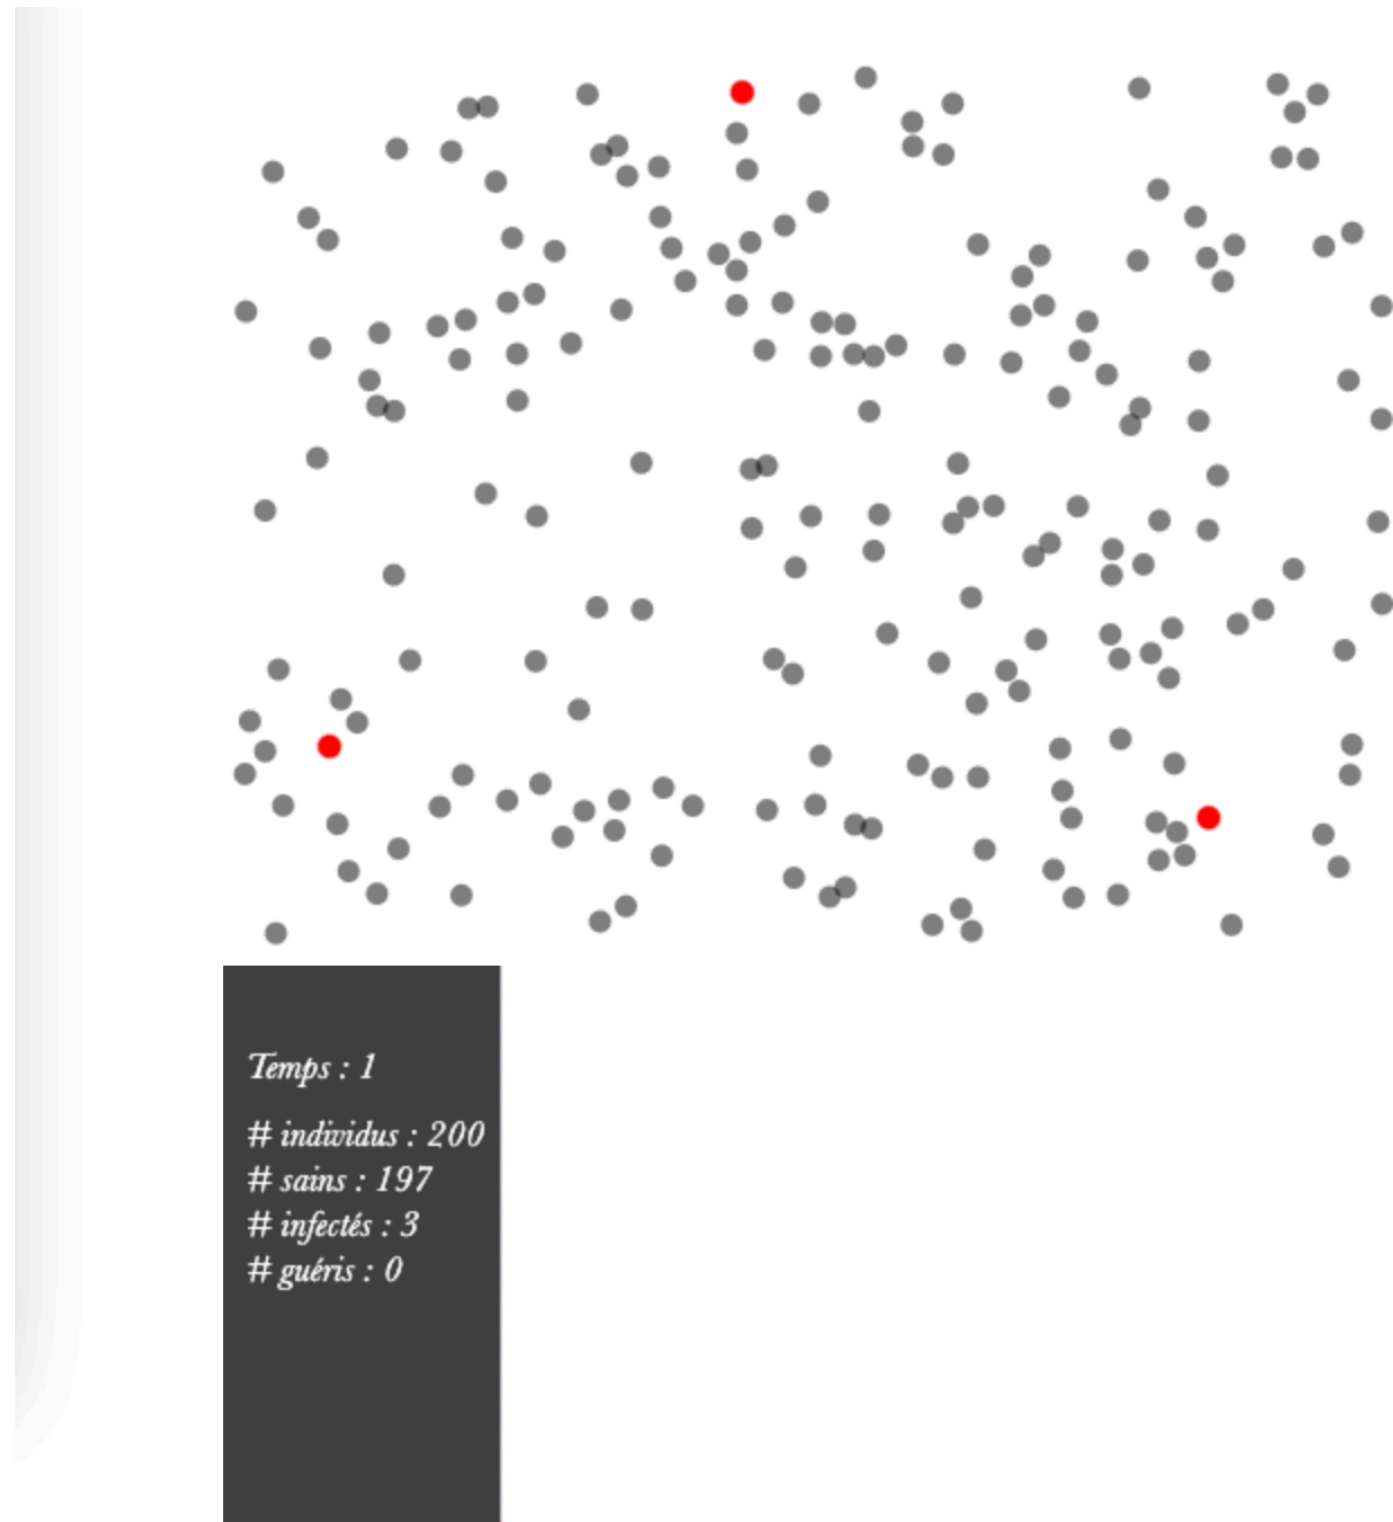 Temps : 1
# individus : 200
# sains : 197
# infectés : 3
# guéris : 0